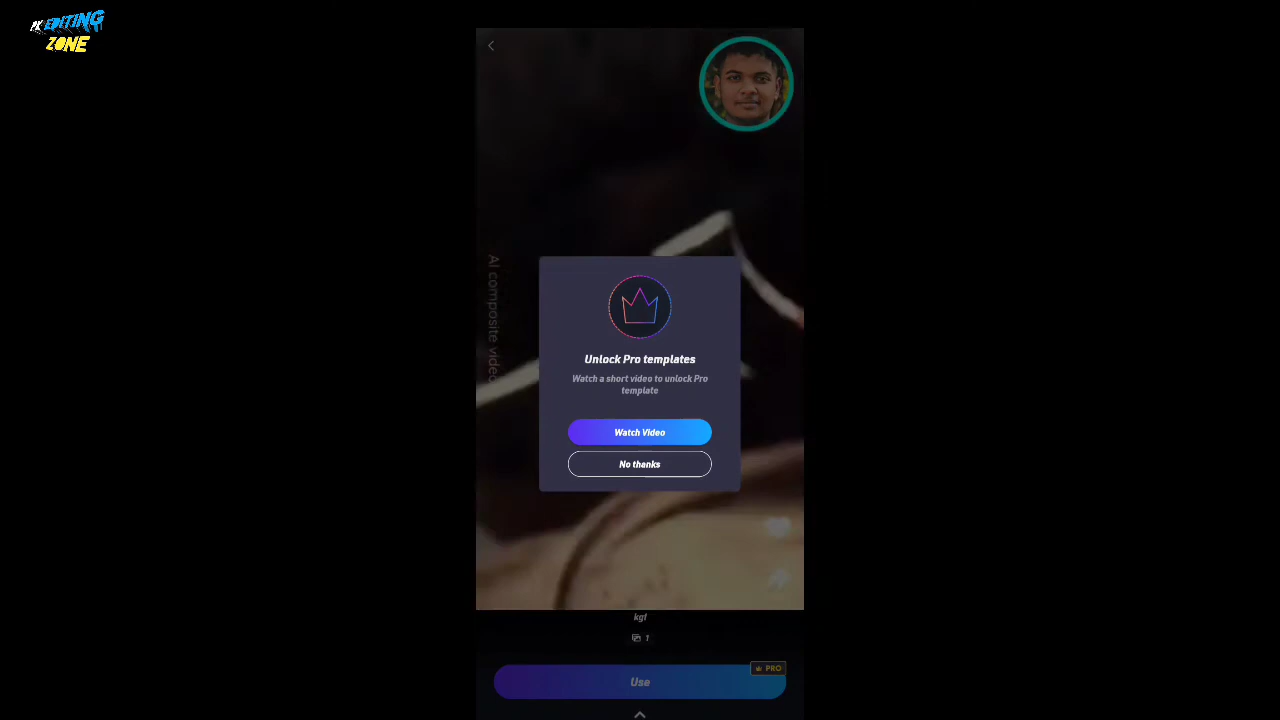 PK EDITING
ZONE
AI composite video
Unlock Pro templates
Watch a short video to unlock Pro
template
Watch Video
No thanks
kgf
1
PRO
Use